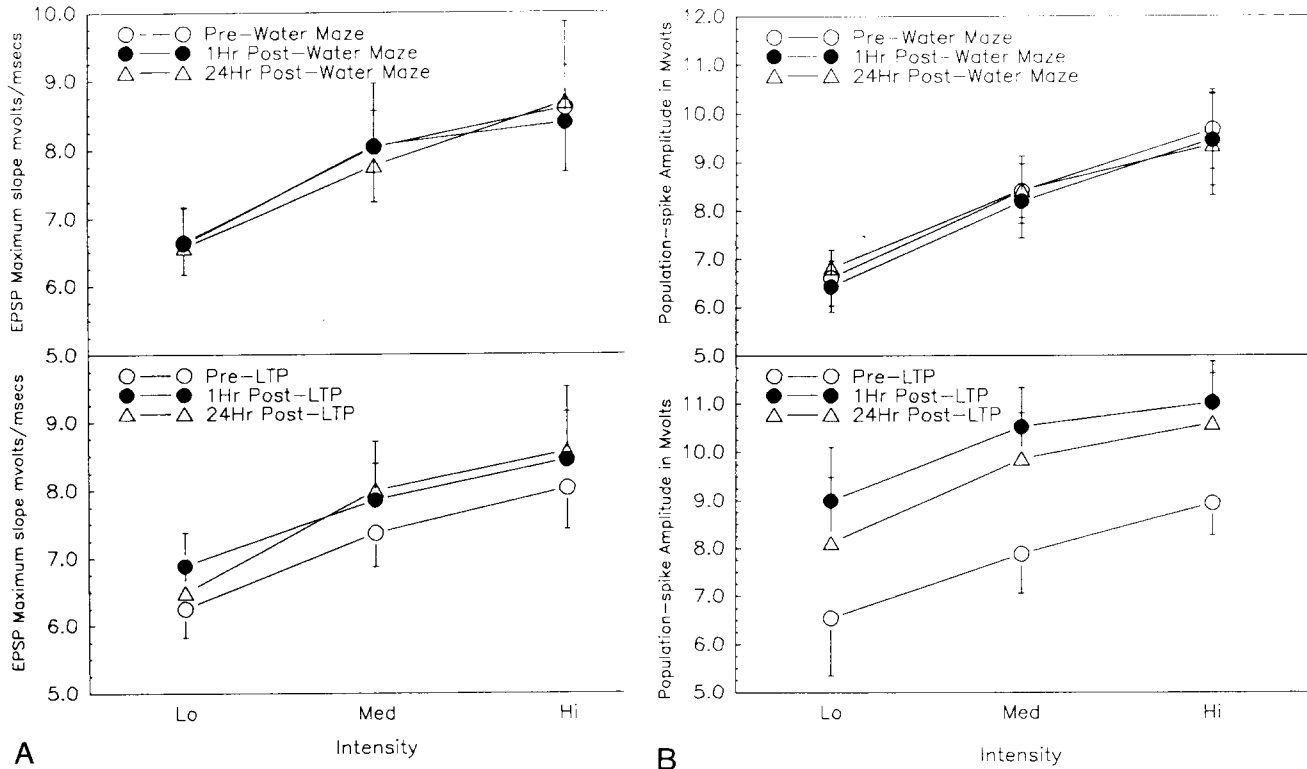 10.0
9.0
8.0
7.0
6.0
5.0
EPSP Maximum slope mvolts/msecs
Pre-Water Maze
1Hr Post-Water Maze
24Hr Post-Water Maze
9.0
8.0
7.0
6.0
5.0
EPSP Maximum slope mvolts/msecs
Pre-LTP
1Hr Post-LTP
24Hr Post-LTP
Lo
Med
Hi
Intensity
A
12.0
11.0
10.0
9.0
8.0
7.0
6.0
5.0
Population-spike Amplitude in Mvolts
Pre-Water Maze
1Hr Post-Water Maze
24Hr Post-Water Maze
11.0
10.0
9.0
8.0
7.0
6.0
5.0
Population-spike Amplitude in Mvolts
Pre-LTP
1Hr Post-LTP
24Hr Post-LTP
Lo
Med
Hi
Intensity
B